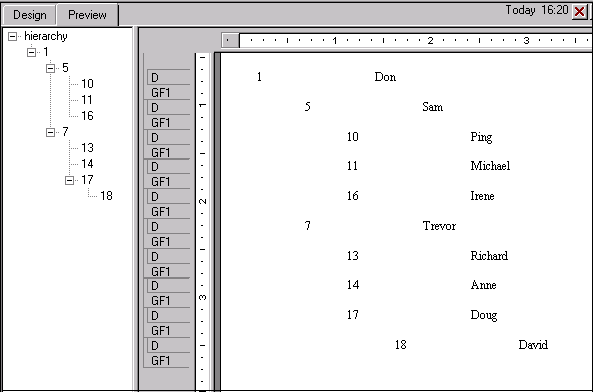 Design Preview Today 16:20
hierarchy
1
5
10
11
16
7
13
14
17
18
1 2 3
D
GF1
D
GF1
D
GF1
D
GF1
D
GF1
D
GF1
D
GF1
D
GF1
D
GF1
D
GF1
1
2
3
1 Don
5 Sam
10 Ping
11 Michael
16 Irene
7 Trevor
13 Richard
14 Anne
17 Doug
18 David